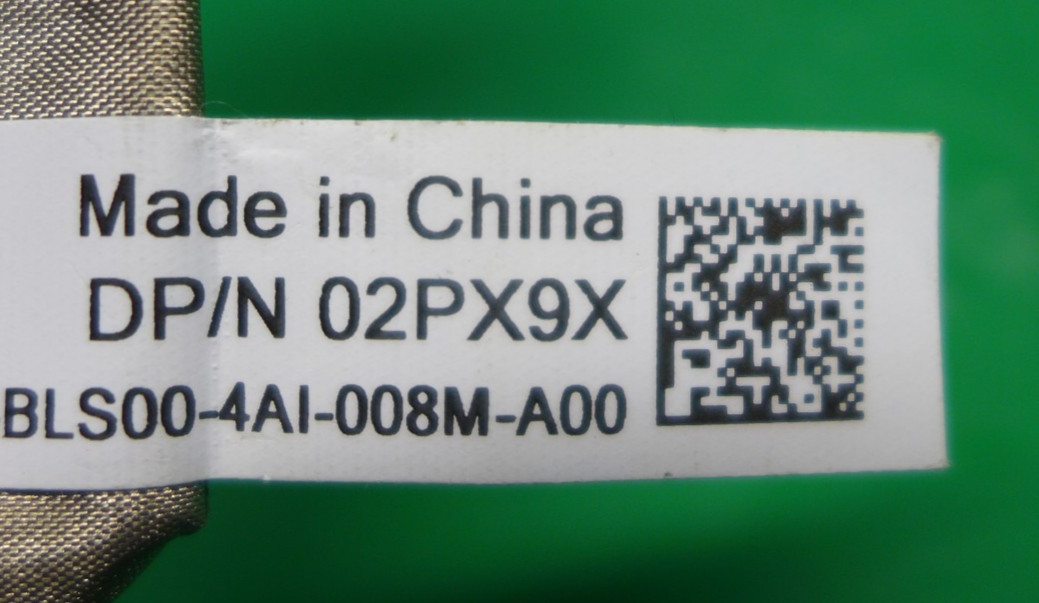 Made in China
DP/N 02PX9X
BLS00-4AI-008M-A00